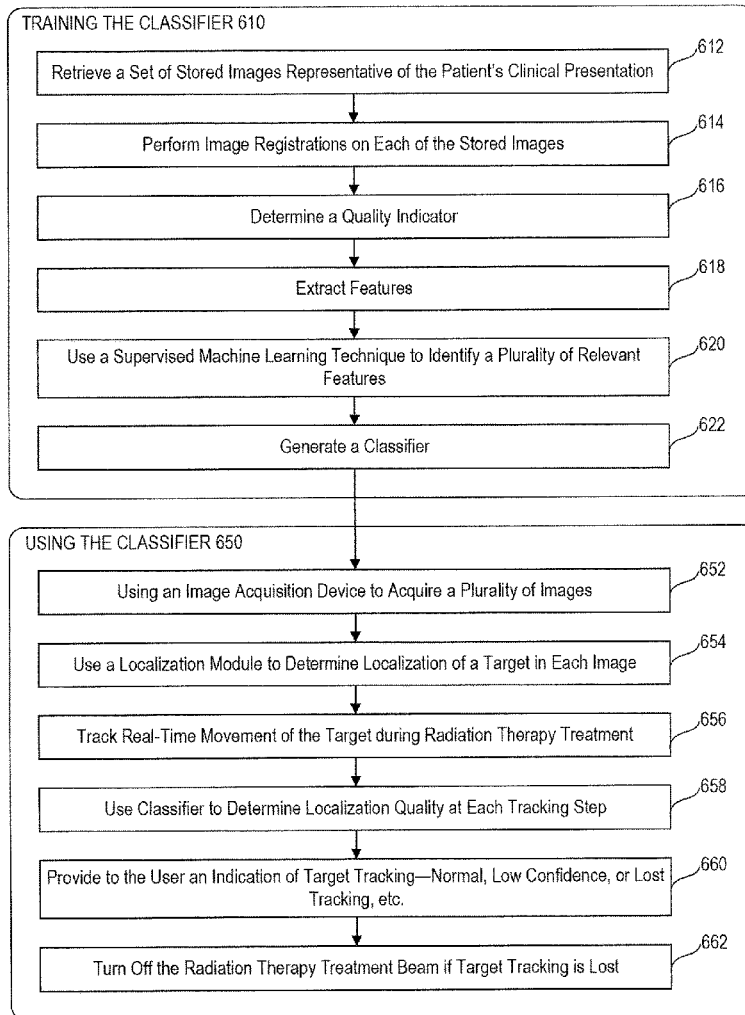 TRAINING THE CLASSIFIER 610
612
Retrieve a Set of Stored Images Representative of the Patient's Clinical Presentation
614
Perform Image Registrations on Each of the Stored Images
616
Determine a Quality Indicator
618
Extract Features
620
Use a Supervised Machine Learning Technique to Identify a Plurality of Relevant
Features
622
Generate a Classifier
USING THE CLASSIFIER 650
652
Using an Image Acquisition Device to Acquire a Plurality of Images
654
Use a Localization Module to Determine Localization of a Target in Each Image
656
Track Real-Time Movement of the Target during Radiation Therapy Treatment
658
Use Classifier to Determine Localization Quality at Each Tracking Step
660
Provide to the User an Indication of Target Tracking—Normal, Low Confidence, or Lost
Tracking, etc.
662
Turn Off the Radiation Therapy Treatment Beam if Target Tracking is Lost